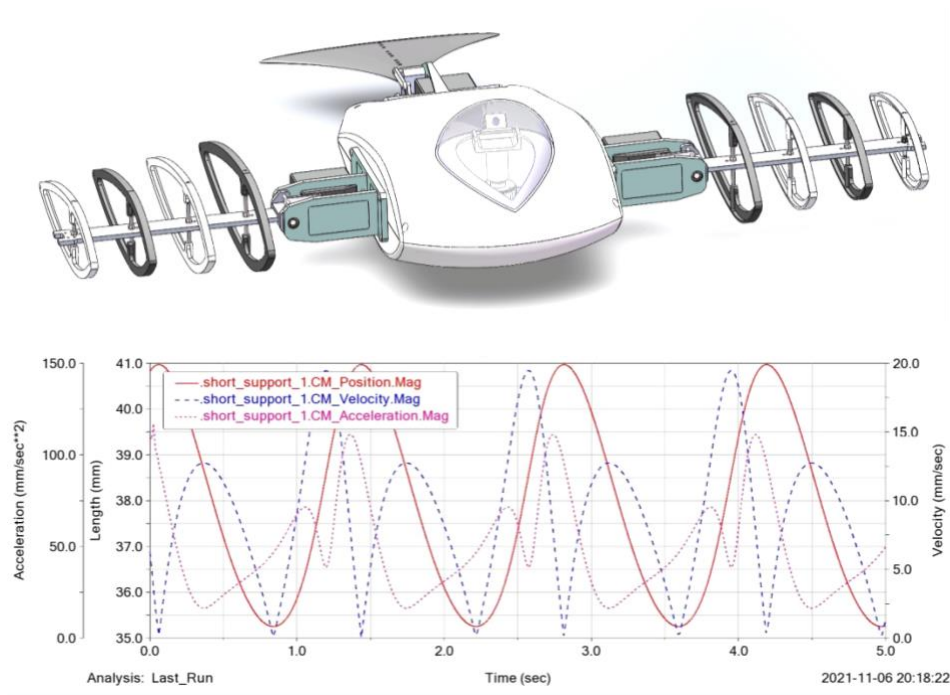 150.0
100.0
50.0
0.0
Acceleration (mm/sec**2)
41.0
40.0
39.0
38.0
37.0
36.0
35.0
Length (mm)
.short_support_1.CM_Position.Mag
.short_support_1.CM_Velocity.Mag
.short_support_1.CM_Acceleration.Mag
20.0
15.0
10.0
5.0
0.0
Velocity (mm/sec)
0.0 1.0 2.0 3.0 4.0 5.0
Analysis: Last_Run Time (sec) 2021-11-06 20:18:22